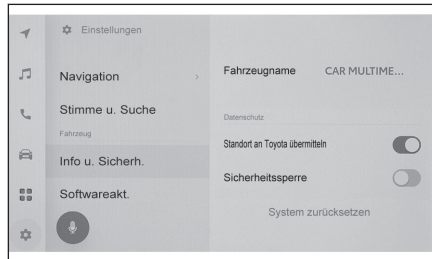 Einstellungen
Navigation
Stimme u. Suche
Fahrzeug
Info u. Sicherh.
Softwareakt.
Fahrzeugname CAR MULTIME...
Datenschutz
Standort an Toyota übermitteln
Sicherheitssperre
System zurücksetzen